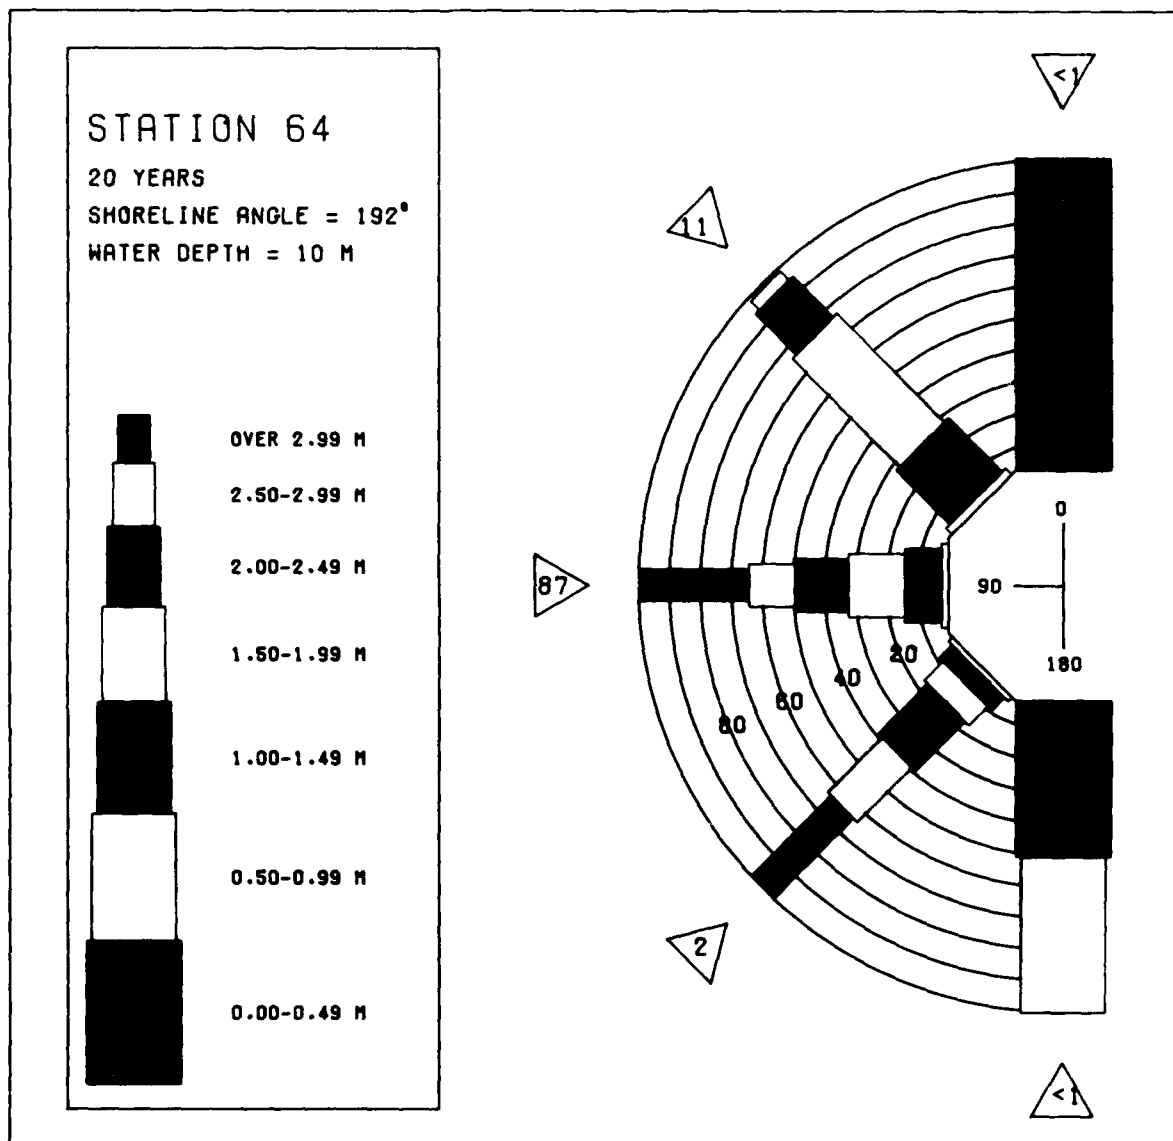 STATION 64
20 YEARS
SHORELINE ANGLE = 192°
WATER DEPTH = 10 M
OVER 2.99 M
2.50-2.99 M
2.00-2.49 M
1.50-1.99 M
1.00-1.49 M
0.50-0.99 M
0.00-0.49 M
<1
11
0
87
90
180
20
40
60
80
2
<1